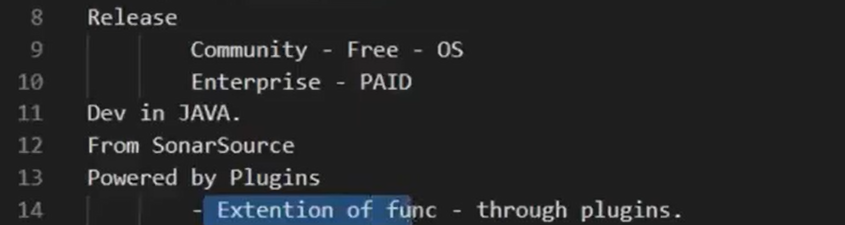 8 Release
9 Community - Free - OS
10 Enterprise - PAID
11 Dev in JAVA.
12 From SonarSource
13 Powered by Plugins
14 - Extention of func - through plugins.